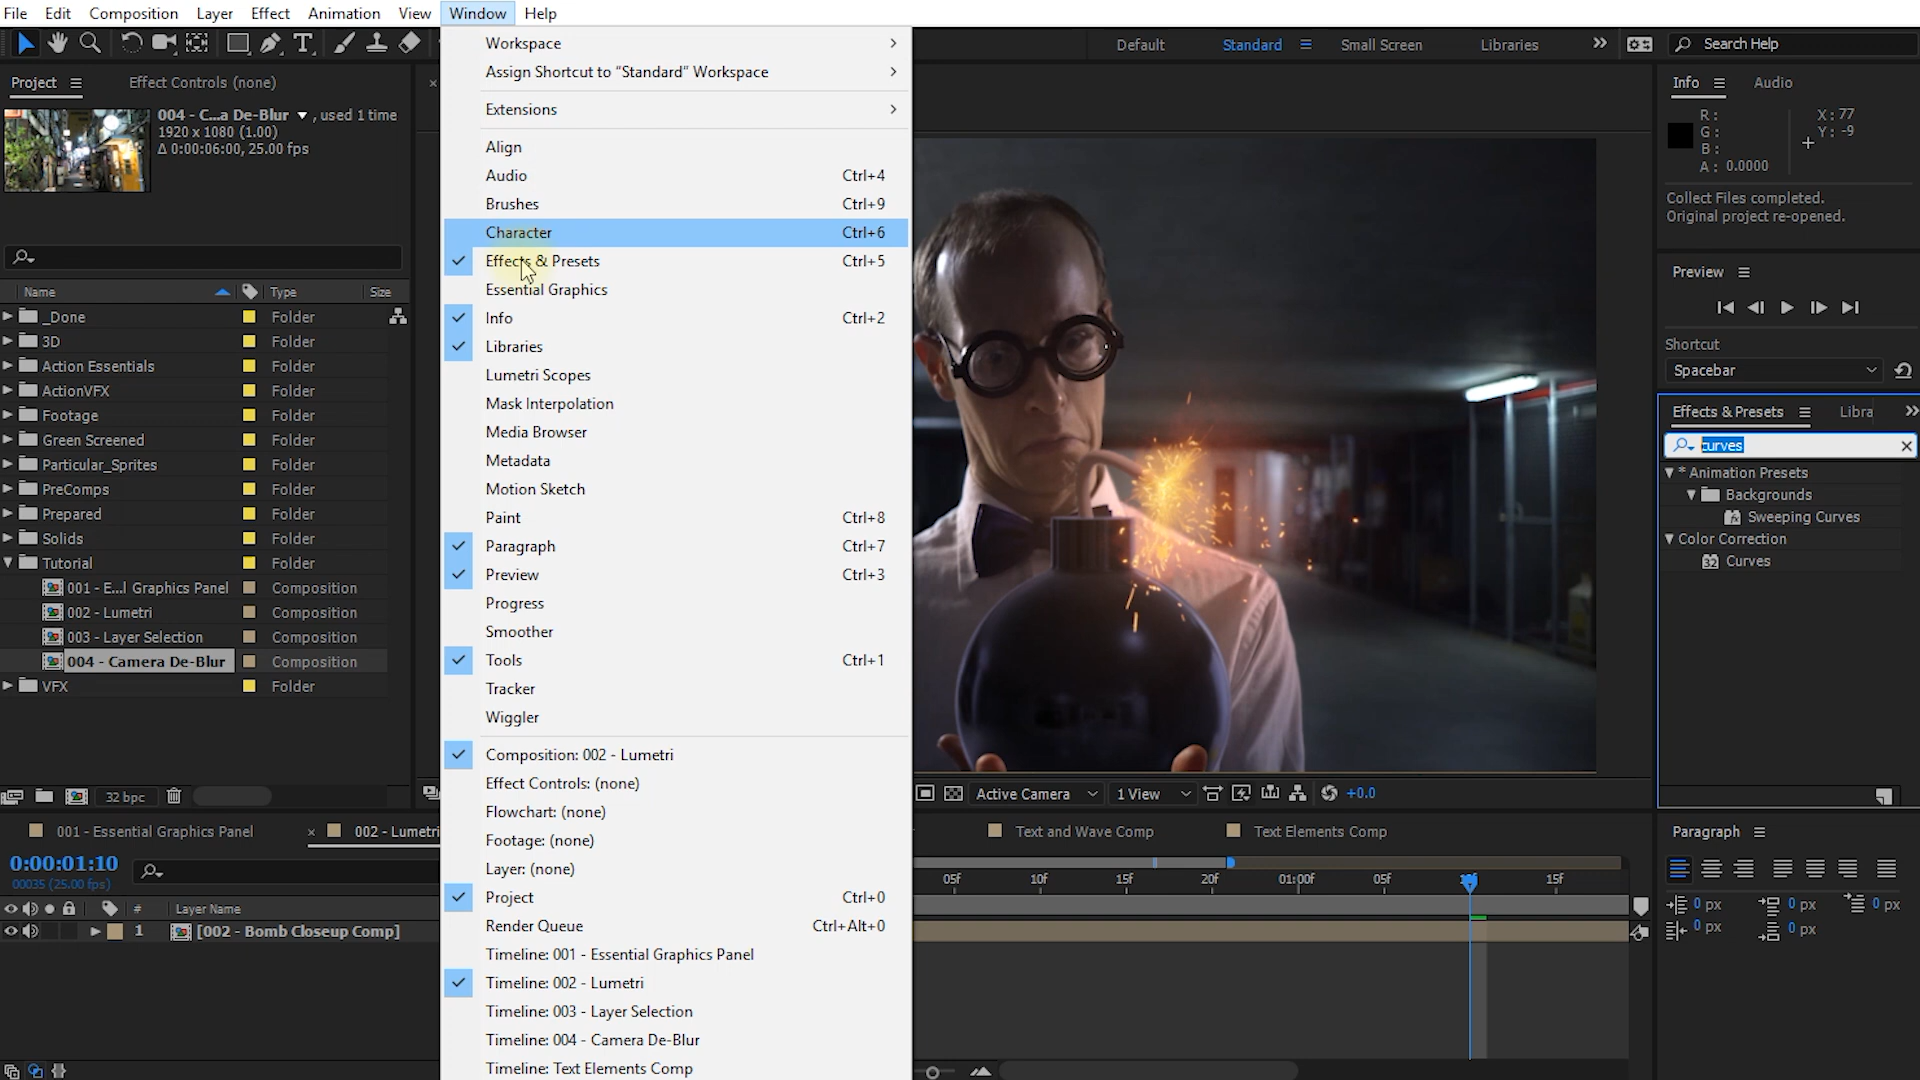 File Edit Composition Layer Effect Animation View Window Help
Default Standard Small Screen Libraries Search Help
Project Effect Controls (none)
004 - C...a De-Blur , used 1 time
1920 x 1080 (1.00)
Δ 0:00:06:00, 25.00 fps
Name Type Size
_Done Folder
3D Folder
Action Essentials Folder
ActionVFX Folder
Footage Folder
Green Screened Folder
Particular_Sprites Folder
PreComps Folder
Prepared Folder
Solids Folder
Tutorial Folder
001 - E...l Graphics Panel Composition
002 - Lumetri Composition
003 - Layer Selection Composition
004 - Camera De-Blur Composition
VFX Folder
32 bpc
Workspace
Assign Shortcut to “Standard” Workspace
Extensions
Align
Audio Ctrl+4
Brushes Ctrl+9
Character Ctrl+6
Effects & Presets Ctrl+5
Essential Graphics
Info Ctrl+2
Libraries
Lumetri Scopes
Mask Interpolation
Media Browser
Metadata
Motion Sketch
Paint Ctrl+8
Paragraph Ctrl+7
Preview Ctrl+3
Progress
Smoother
Tools Ctrl+1
Tracker
Wiggler
Composition: 002 - Lumetri
Effect Controls: (none)
Flowchart: (none)
Footage: (none)
Layer: (none)
Project Ctrl+0
Render Queue Ctrl+Alt+0
Timeline: 001 - Essential Graphics Panel
Timeline: 002 - Lumetri
Timeline: 003 - Layer Selection
Timeline: 004 - Camera De-Blur
Timeline: Text Elements Comp
Info Audio
R :
G :
B :
A : 0.0000
X : 77
Y : -9
Collect Files completed.
Original project re-opened.
Preview
Shortcut
Spacebar
Effects & Presets Libra
curves
* Animation Presets
Backgrounds
Sweeping Curves
Color Correction
32 Curves
Active Camera 1 View +0.0
001 - Essential Graphics Panel × 002 - Lumetri Text and Wave Comp Text Elements Comp
0:00:01:10
00035 (25.00 fps)
05f 10f 15f 20f 01:00f 05f 15f
# Layer Name
1 [002 - Bomb Closeup Comp]
Paragraph
0 px 0 px 0 px
0 px 0 px